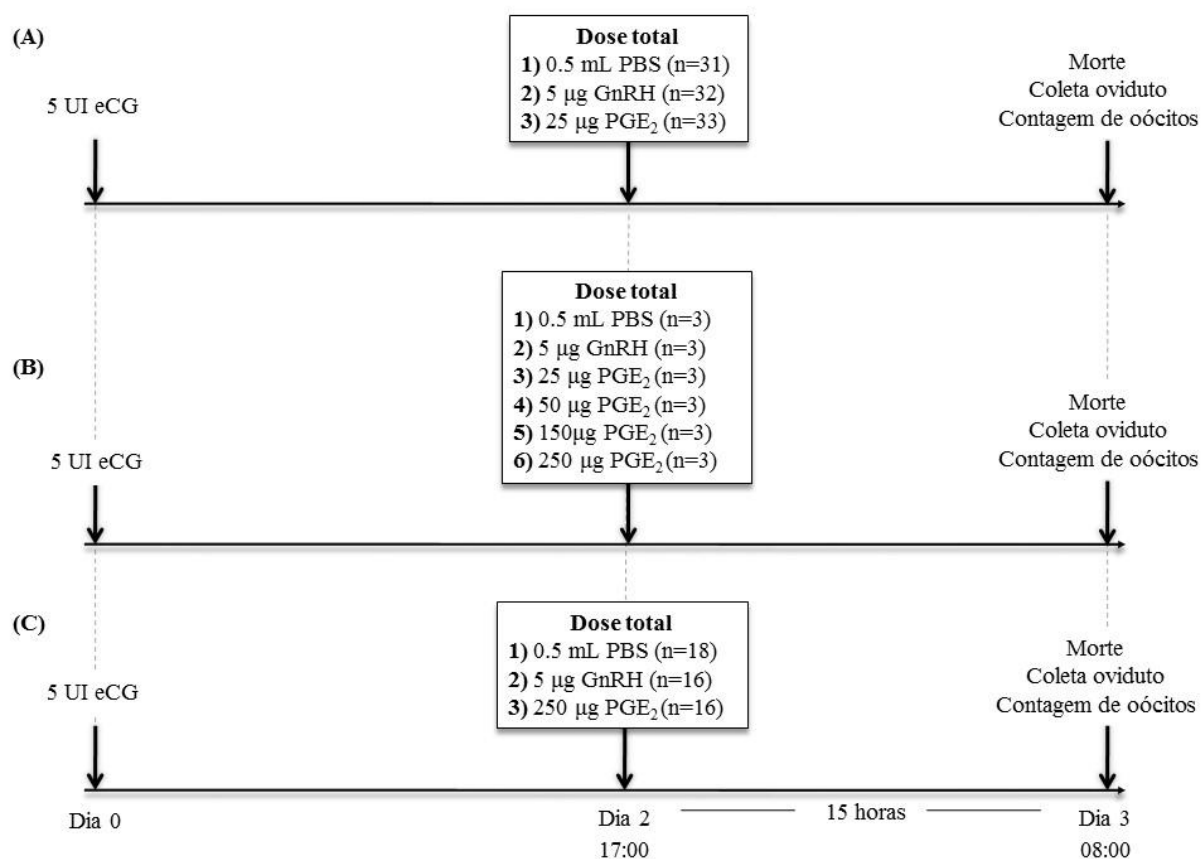 (A)
5 UI eCG
Dose total
1) 0.5 mL PBS (n=31)
2) 5 μg GnRH (n=32)
3) 25 μg PGE₂ (n=33)
Morte
Coleta oviduto
Contagem de oócitos
(B)
5 UI eCG
Dose total
1) 0.5 mL PBS (n=3)
2) 5 μg GnRH (n=3)
3) 25 μg PGE₂ (n=3)
4) 50 μg PGE₂ (n=3)
5) 150μg PGE₂ (n=3)
6) 250 μg PGE₂ (n=3)
Morte
Coleta oviduto
Contagem de oócitos
(C)
5 UI eCG
Dose total
1) 0.5 mL PBS (n=18)
2) 5 μg GnRH (n=16)
3) 250 μg PGE₂ (n=16)
Morte
Coleta oviduto
Contagem de oócitos
Dia 0
Dia 2
17:00
15 horas
Dia 3
08:00